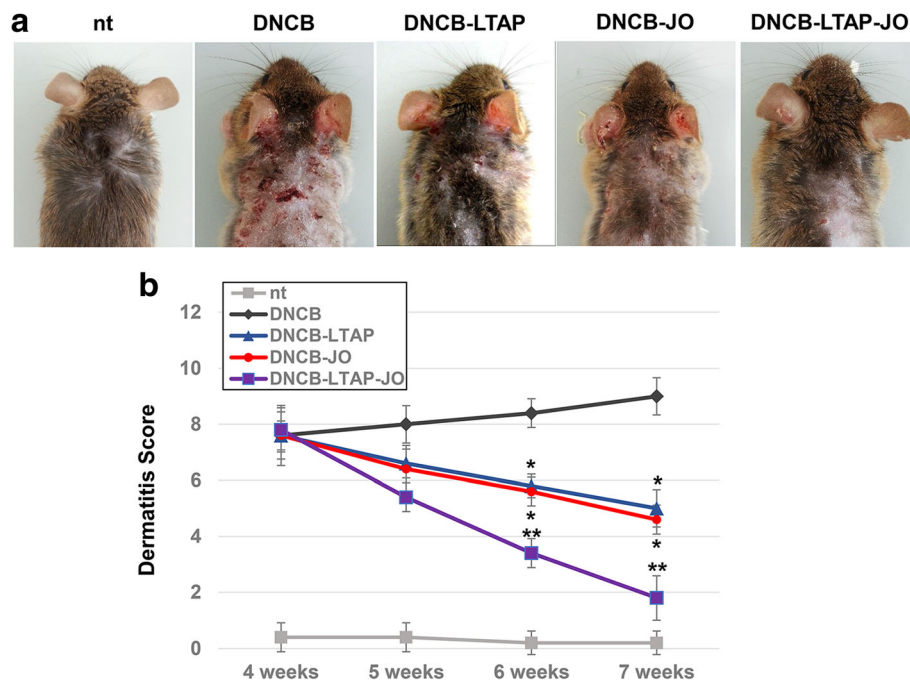 a
nt DNCB DNCB-LTAP DNCB-JO DNCB-LTAP-JO
b
nt
DNCB
DNCB-LTAP
DNCB-JO
DNCB-LTAP-JO
Dermatitis Score
12
10
8
6
4
2
0
*
*
**
*
*
**
4 weeks 5 weeks 6 weeks 7 weeks